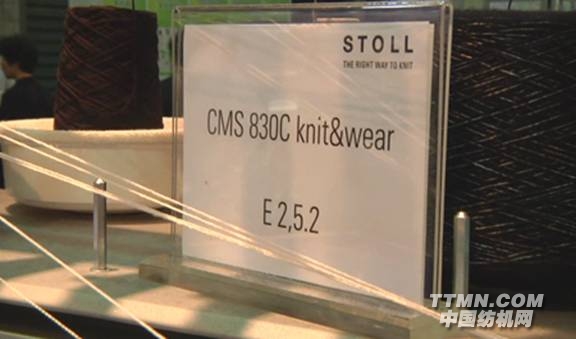 STOLL
THE RIGHT WAY TO KNIT
CMS 830C knit&wear
E 2,5.2
TTMN.COM
中国纺机网